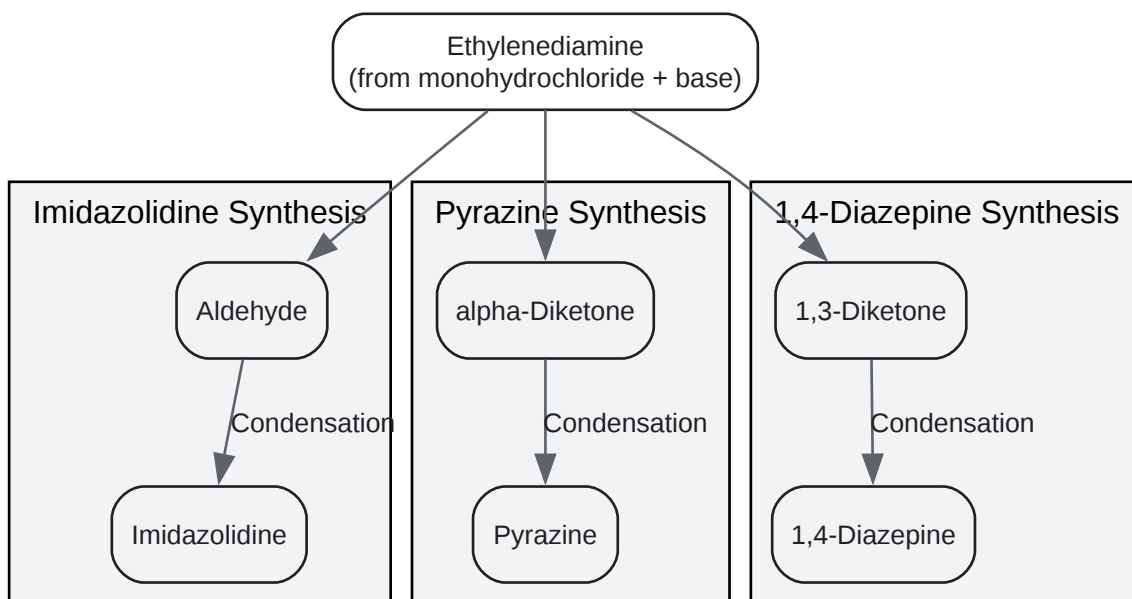 Ethylenediamine
(from monohydrochloride + base)
Imidazolidine Synthesis
Pyrazine Synthesis
1,4-Diazepine Synthesis
Aldehyde
alpha-Diketone
1,3-Diketone
Condensation
Condensation
Condensation
Imidazolidine
Pyrazine
1,4-Diazepine